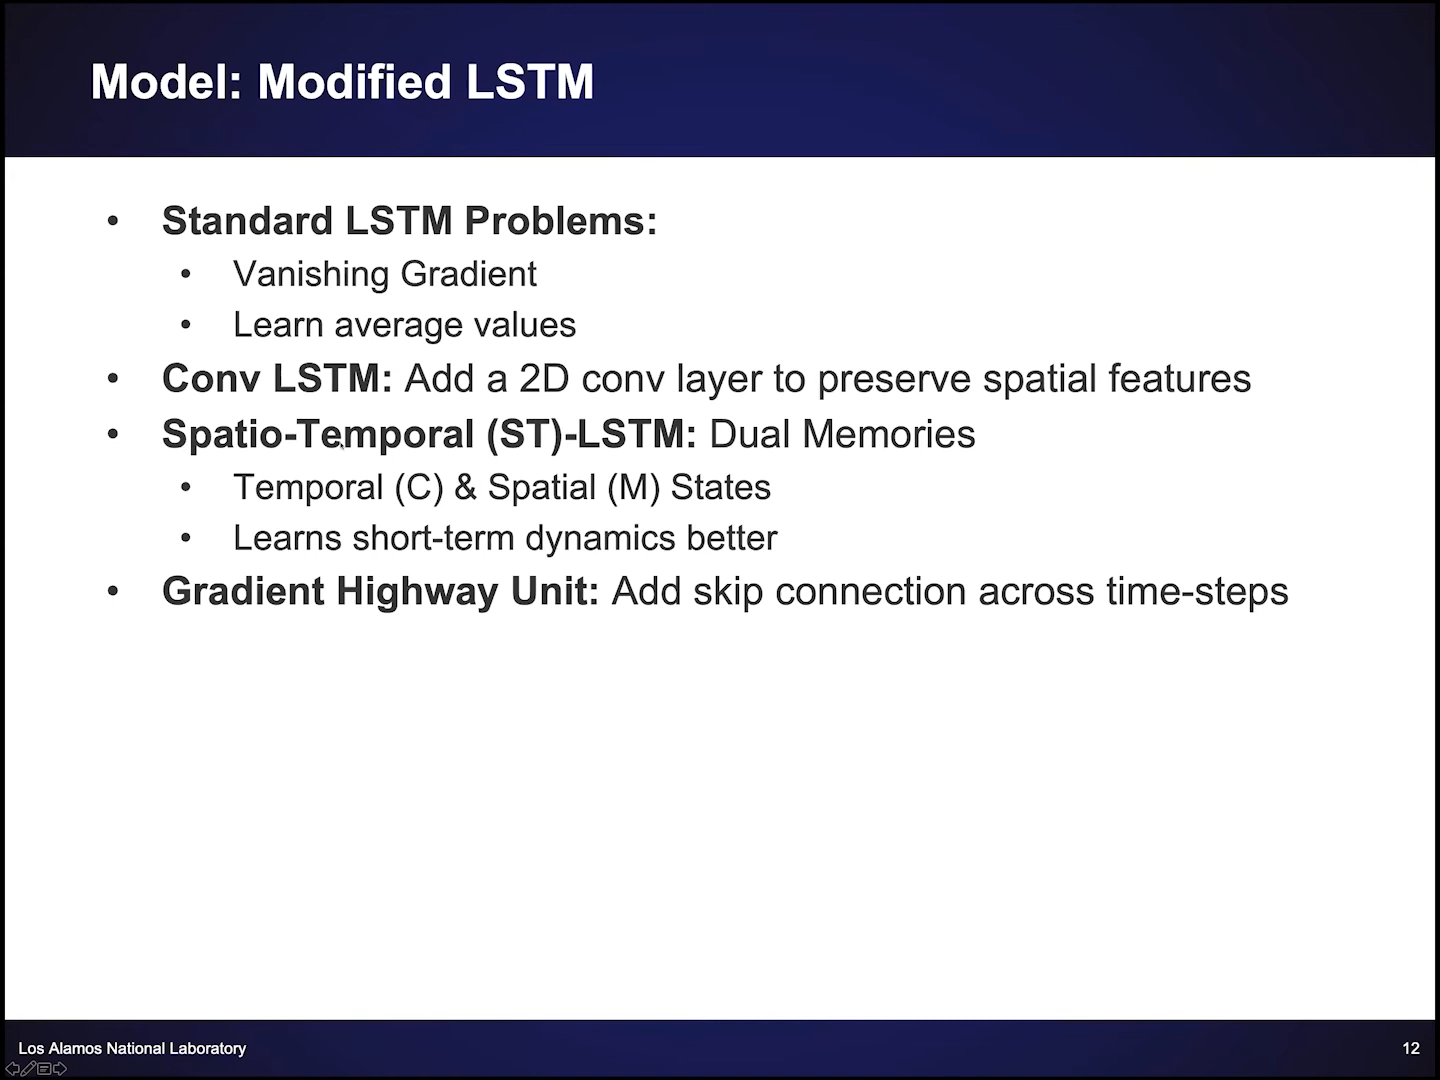 Model: Modified LSTM
• Standard LSTM Problems:
• Vanishing Gradient
• Learn average values
• Conv LSTM: Add a 2D conv layer to preserve spatial features
• Spatio-Temporal (ST)-LSTM: Dual Memories
• Temporal (C) & Spatial (M) States
• Learns short-term dynamics better
• Gradient Highway Unit: Add skip connection across time-steps
Los Alamos National Laboratory
12